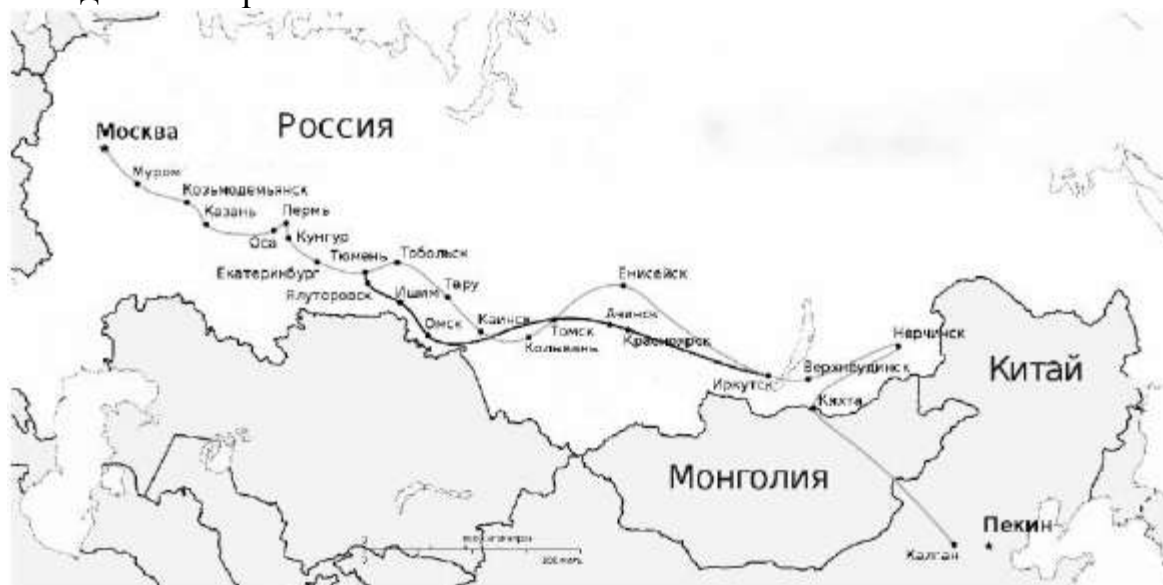 Россия
Москва
Муром
Козьмодемьянск
Казань
Пермь
Оса
Кунгур
Тюмень
Тобольск
Екатеринбург
Ялуторовск
Ишим
Тару
Омск
Каинск
Колывень
Томск
Енисейск
Ачинск
Красноярск
Иркутск
Верхнеудинск
Нерчинск
Кяхта
Китай
Монголия
Пекин
Калган